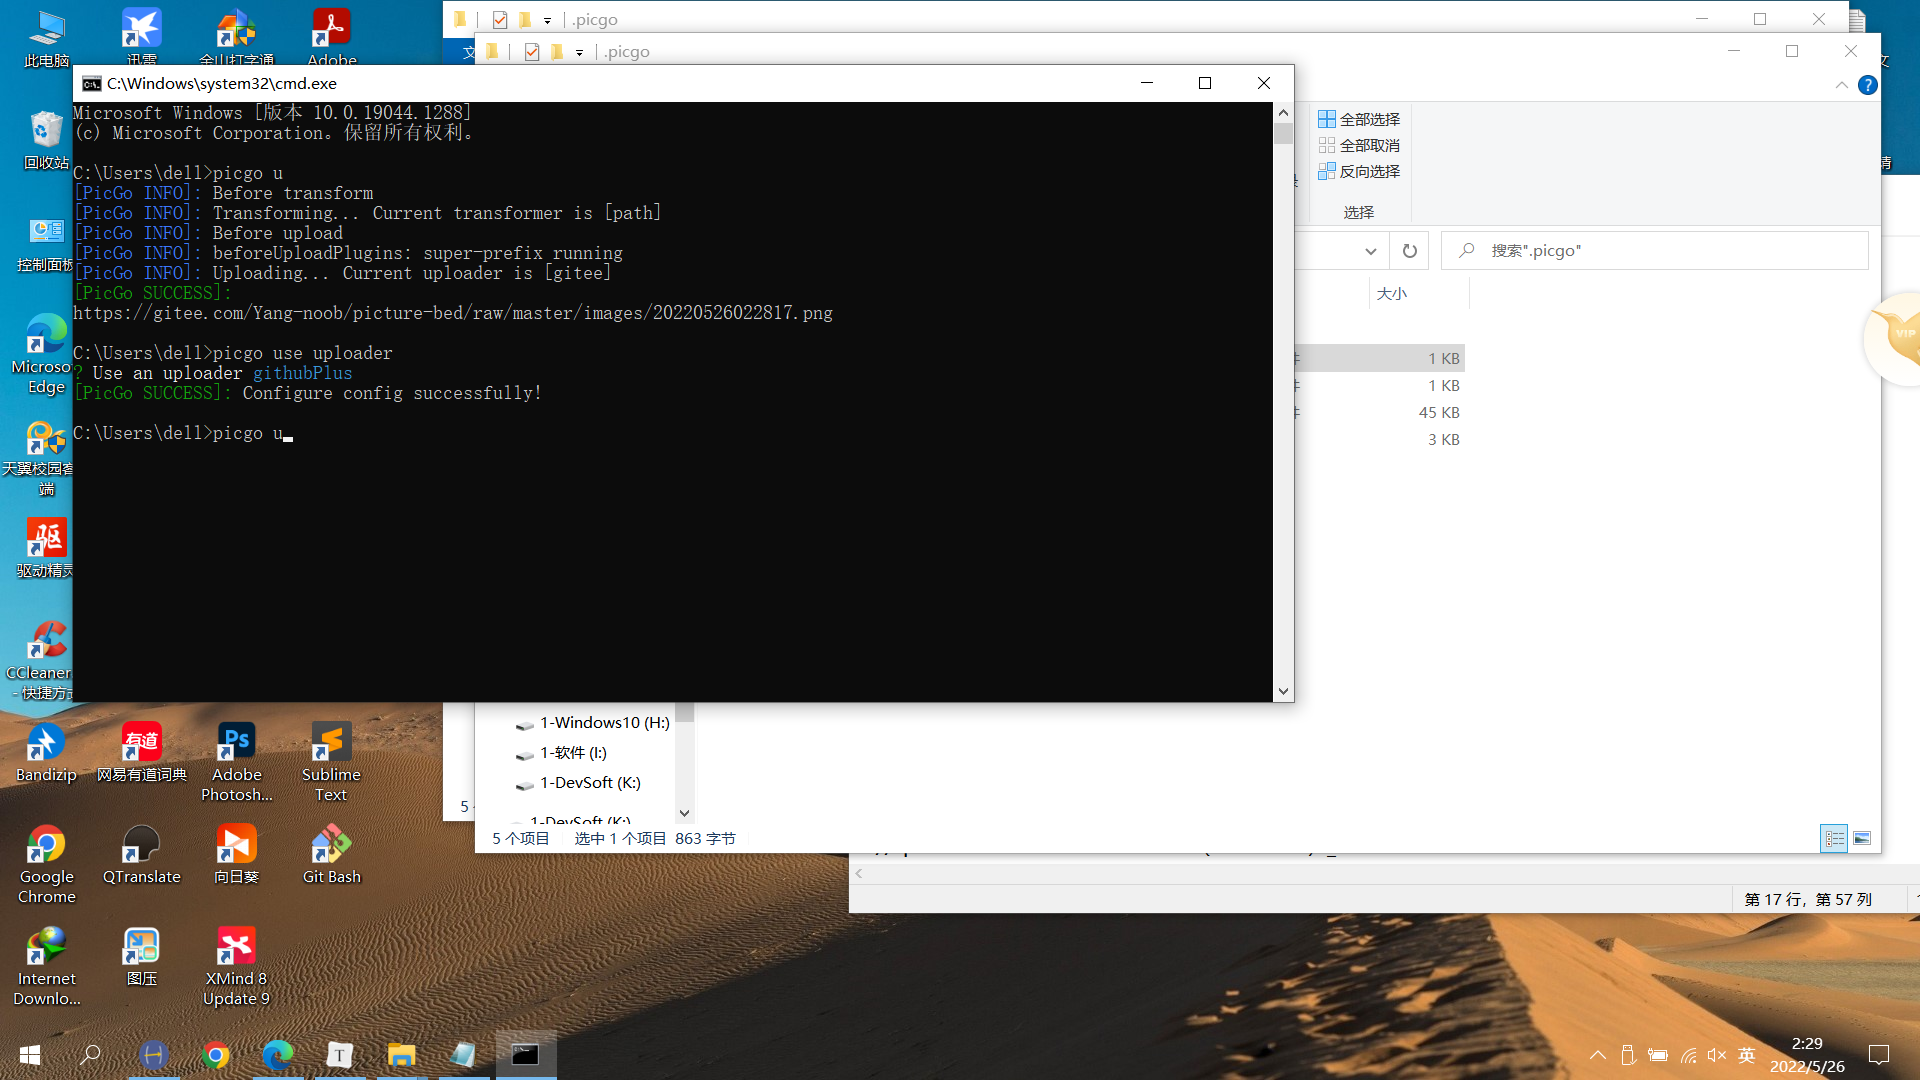 .picgo
.picgo
文
C:\Windows\system32\cmd.exe
Microsoft Windows [版本 10.0.19044.1288]
(c) Microsoft Corporation。保留所有权利。
C:\Users\dell>picgo u
[PicGo INFO]: Before transform
[PicGo INFO]: Transforming... Current transformer is [path]
[PicGo INFO]: Before upload
[PicGo INFO]: beforeUploadPlugins: super-prefix running
[PicGo INFO]: Uploading... Current uploader is [gitee]
[PicGo SUCCESS]:
https://gitee.com/Yang-noob/picture-bed/raw/master/images/20220526022817.png
C:\Users\dell>picgo use uploader
? Use an uploader githubPlus
[PicGo SUCCESS]: Configure config successfully!
C:\Users\dell>picgo u
全部选择
全部取消
反向选择
选择
搜索".picgo"
大小
1 KB
1 KB
45 KB
3 KB
VIP
1-Windows10 (H:)
1-软件 (I:)
1-DevSoft (K:)
1-DevSoft (K:)
5
5 个项目
选中 1 个项目
863 字节
第 17 行，第 57 列
此电脑
迅雷
金山打字通
Adobe
回收站
控制面板
Microso
Edge
天翼校园客
端
驱动精灵
CCleaner
- 快捷方式
Bandizip
网易有道词典
Adobe
Photosh...
Sublime
Text
Google
Chrome
QTranslate
向日葵
Git Bash
Internet
Downlo...
图压
XMind 8
Update 9
英
2:29
2022/5/26